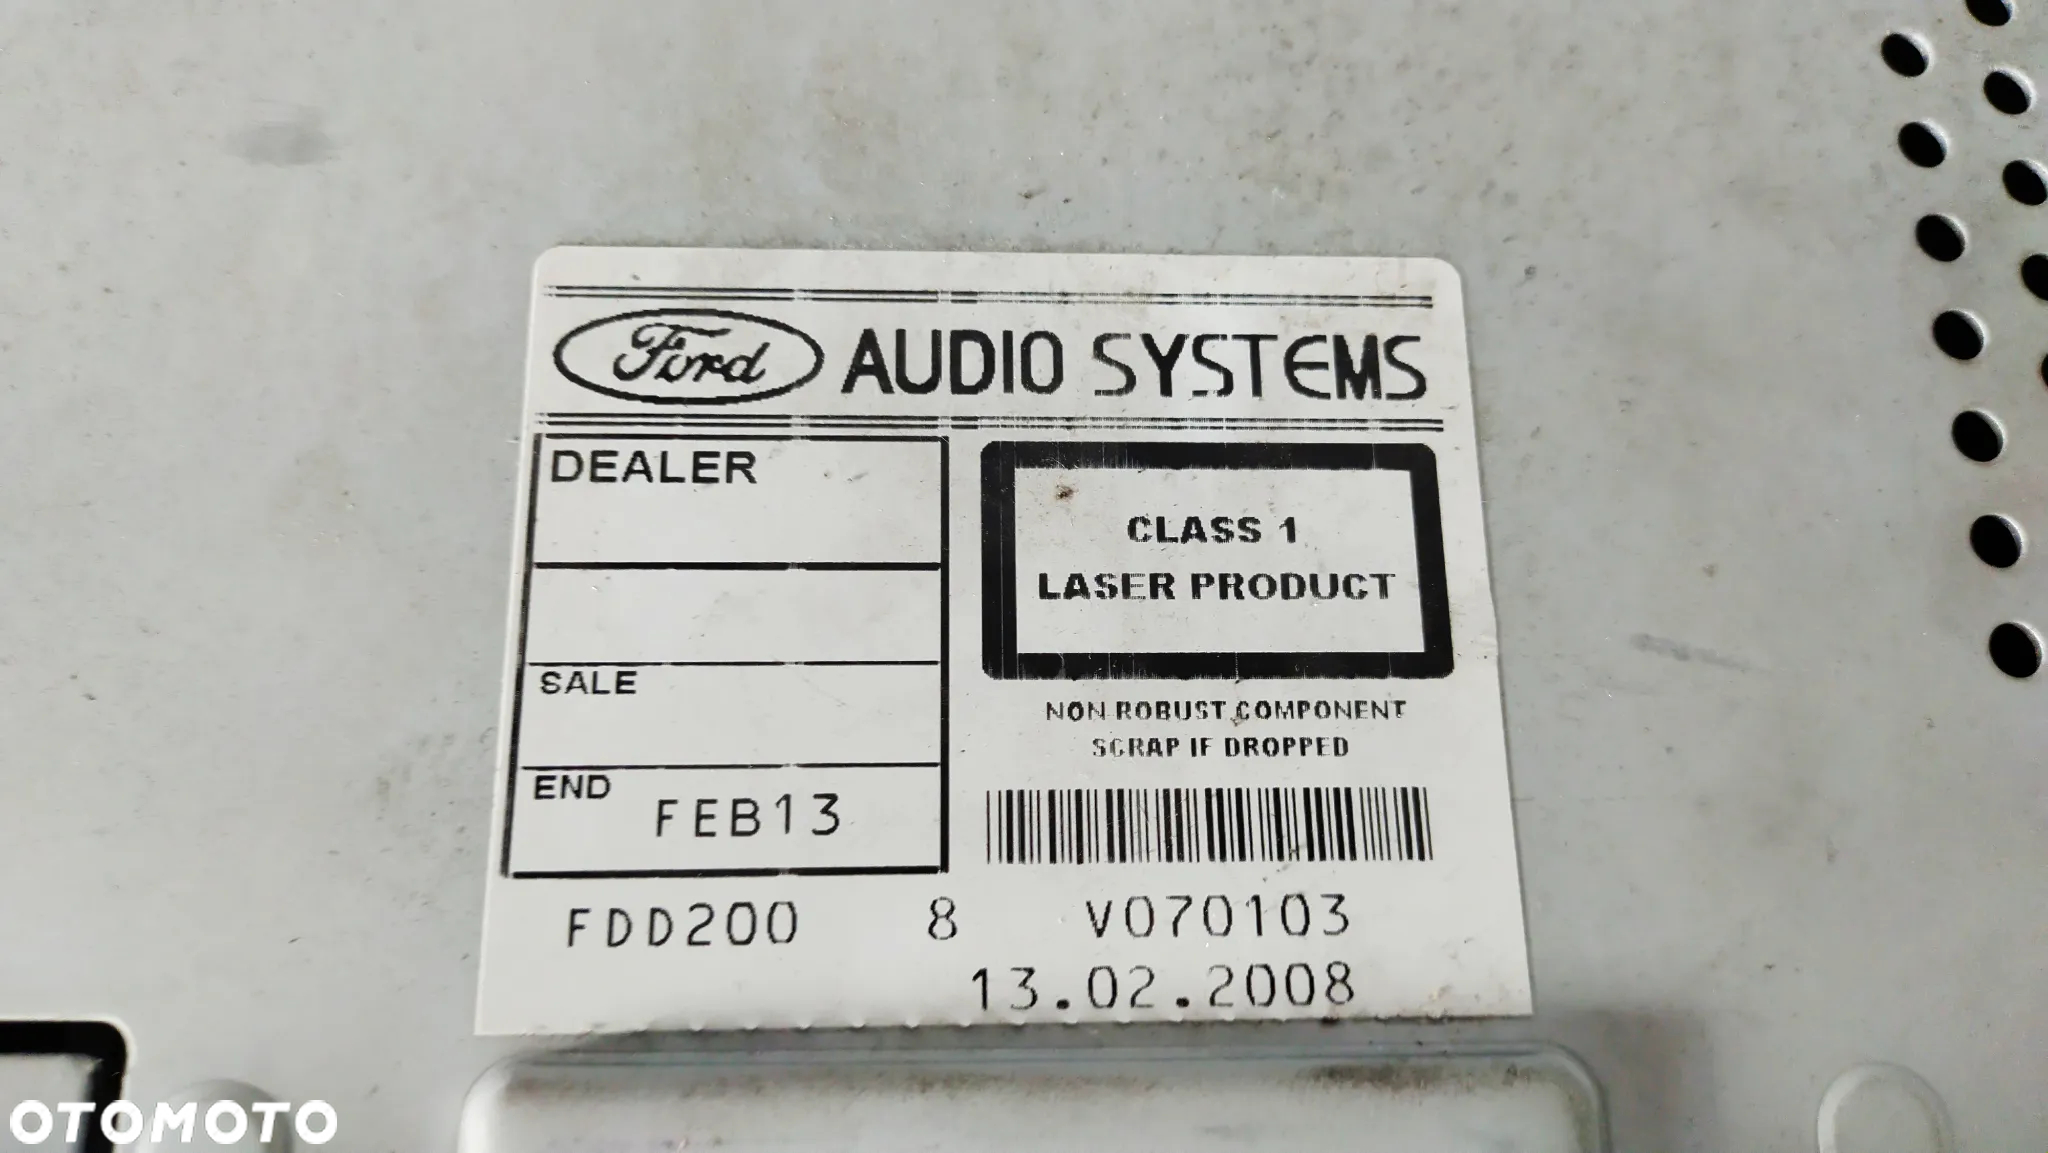 Ford AUDIO SYSTEMS
DEALER
SALE
END FEB13
CLASS 1
LASER PRODUCT
NON ROBUST COMPONENT
SCRAP IF DROPPED
FDD200 8 V070103
13.02.2008
OTOMOTO